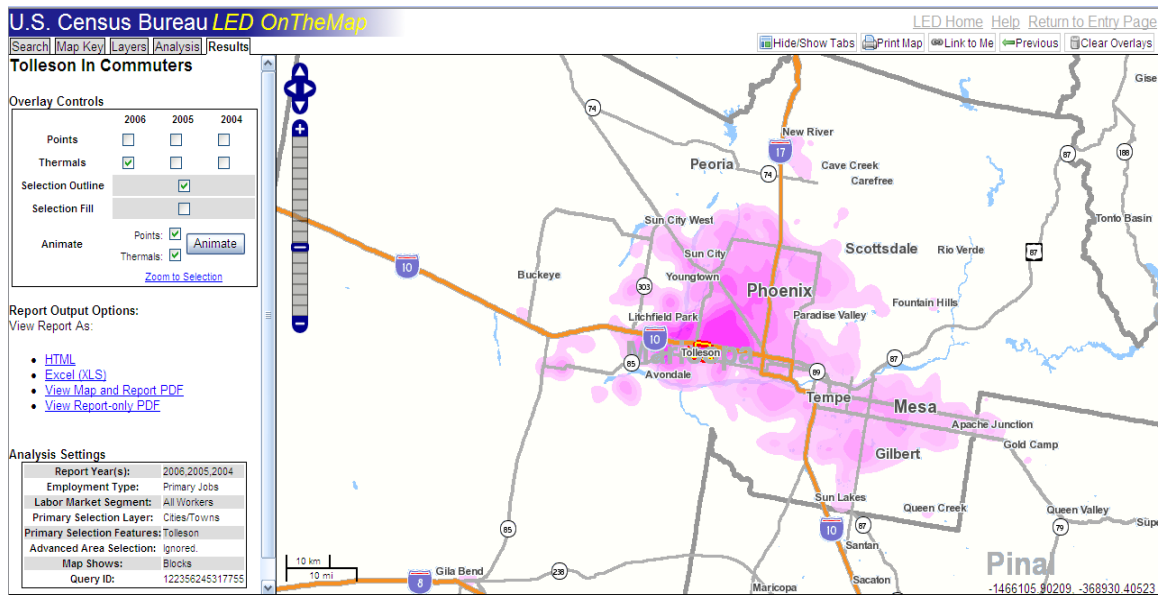 U.S. Census Bureau LED OnTheMap
LED Home Help Return to Entry Page
Search Map Key Layers Analysis Results
Hide/Show Tabs Print Map Link to Me Previous Clear Overlays
Tolleson In Commuters
Overlay Controls
2006 2005 2004
Points
Thermals
Selection Outline
Selection Fill
Animate Points: Animate
Thermals:
Zoom to Selection
Report Output Options:
View Report As:
HTML
Excel (XLS)
View Map and Report PDF
View Report-only PDF
Analysis Settings
Report Year(s): 2006,2005,2004
Employment Type: Primary Jobs
Labor Market Segment: All Workers
Primary Selection Layer: Cities/Towns
Primary Selection Features: Tolleson
Advanced Area Selection: Ignored.
Map Shows: Blocks
Query ID: 122356245317755
Gise
74
New River
87
188
17
Peoria
Cave Creek
74
Carefree
Sun City West
Tonto Basin
Scottsdale
Rio Verde
Sun City
87
10
Buckeye
Youngtown
303
Phoenix
Fountain Hills
Litchfield Park
Paradise Valley
10
Maricopa
Tolleson
85
Avondale
89
87
Tempe
Mesa
Apache Junction
Gold Camp
Gilbert
Sun Lakes
Queen Creek
Queen Valley
85
10
87
79
Supe
Santan
10 km
10 mi
Gila Bend
238
8
Pinal
Sacaton
Maricopa
-1466105.90209, -368930.40523